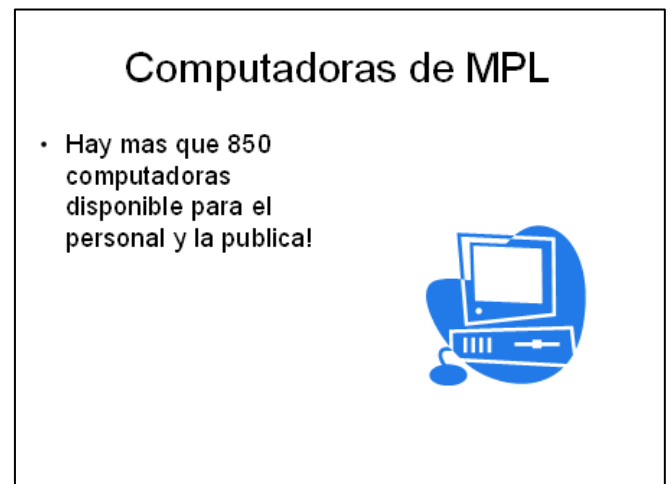 Computadoras de MPL
• Hay mas que 850
computadoras
disponible para el
personal y la publica!